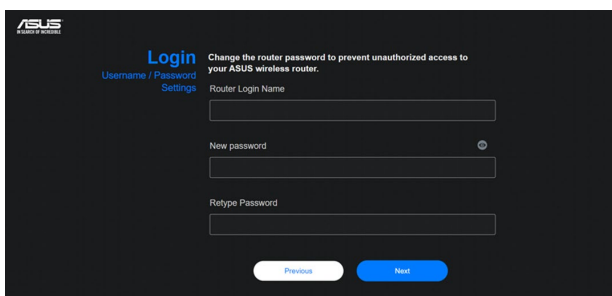 ASUS
IN SEARCH OF INCREDIBLE
Login
Username / Password
Settings
Change the router password to prevent unauthorized access to
your ASUS wireless router.
Router Login Name
New password
Retype Password
Previous
Next